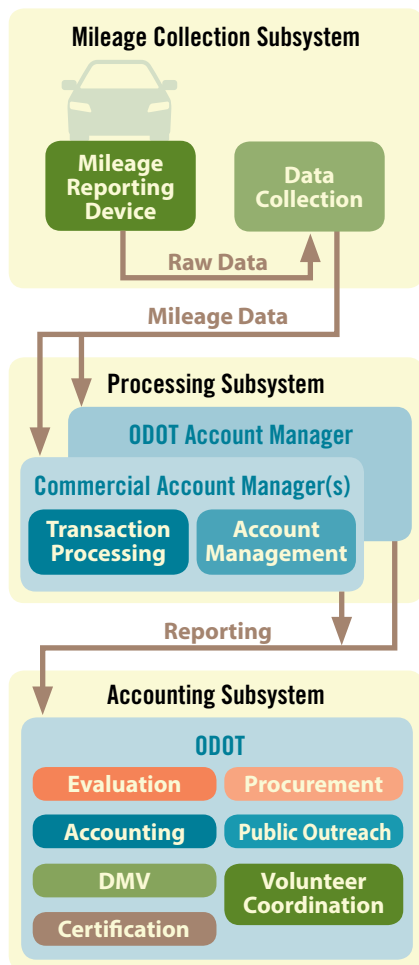 Mileage Collection Subsystem
Mileage
Reporting
Device
Data
Collection
Raw Data
Mileage Data
Processing Subsystem
ODOT Account Manager
Commercial Account Manager(s)
Transaction
Processing
Account
Management
Reporting
Accounting Subsystem
ODOT
Evaluation
Procurement
Accounting
Public Outreach
DMV
Volunteer
Coordination
Certification